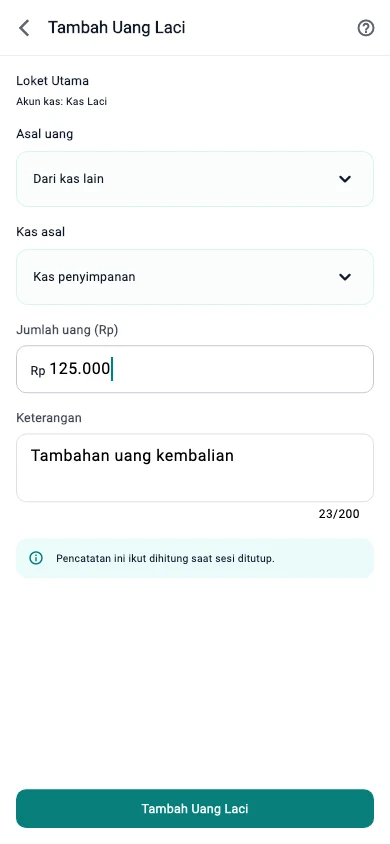 Tambah Uang Laci
Loket Utama
Akun kas: Kas Laci
Asal uang
Dari kas lain
Kas asal
Kas penyimpanan
Jumlah uang (Rp)
Rp 125.000
Keterangan
Tambahan uang kembalian
23/200
Pencatatan ini ikut dihitung saat sesi ditutup.
Tambah Uang Laci